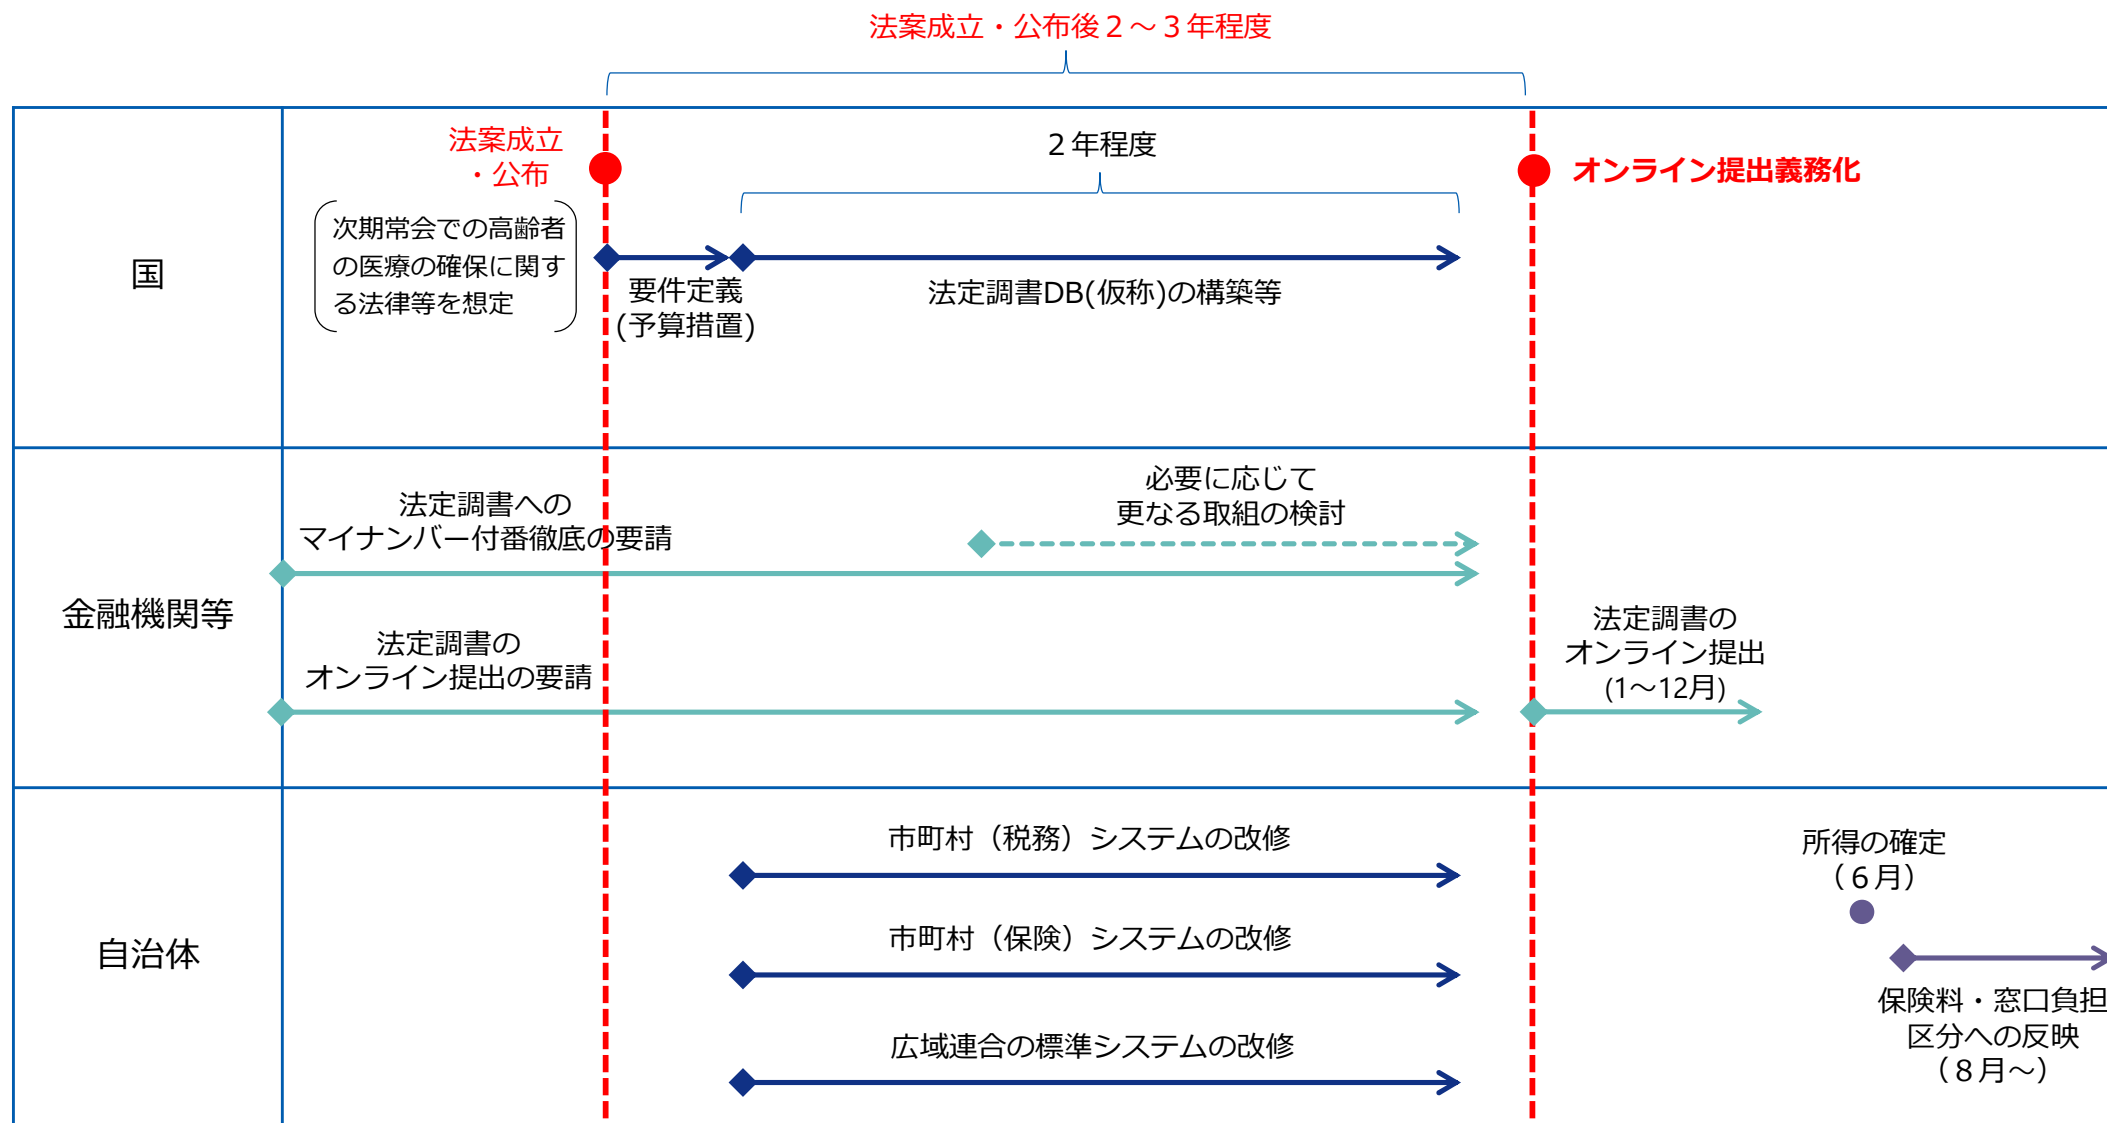 法案成立・公布後２～３年程度
国
法案成立
・公布
次期常会での高齢者
の医療の確保に関す
る法律等を想定
２年程度
オンライン提出義務化
要件定義
(予算措置)
法定調書DB(仮称)の構築等
金融機関等
法定調書への
マイナンバー付番徹底の要請
必要に応じて
更なる取組の検討
法定調書の
オンライン提出の要請
法定調書の
オンライン提出
(1～12月)
自治体
市町村（税務）システムの改修
市町村（保険）システムの改修
広域連合の標準システムの改修
所得の確定
（６月）
保険料・窓口負担
区分への反映
（８月～）